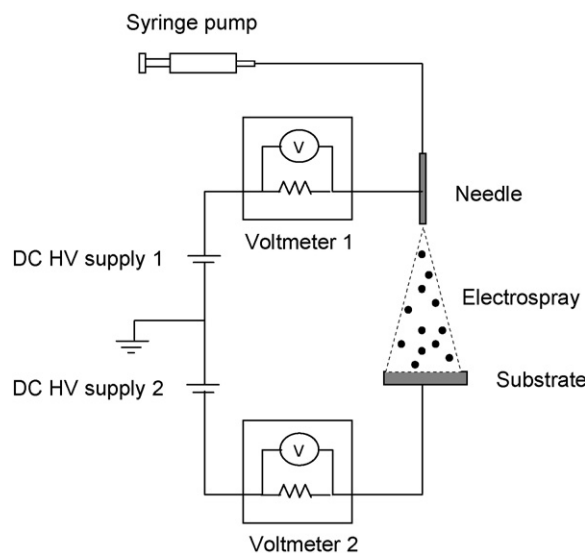 Syringe pump
V
Needle
Voltmeter 1
DC HV supply 1
Electrospray
Substrate
DC HV supply 2
V
Voltmeter 2